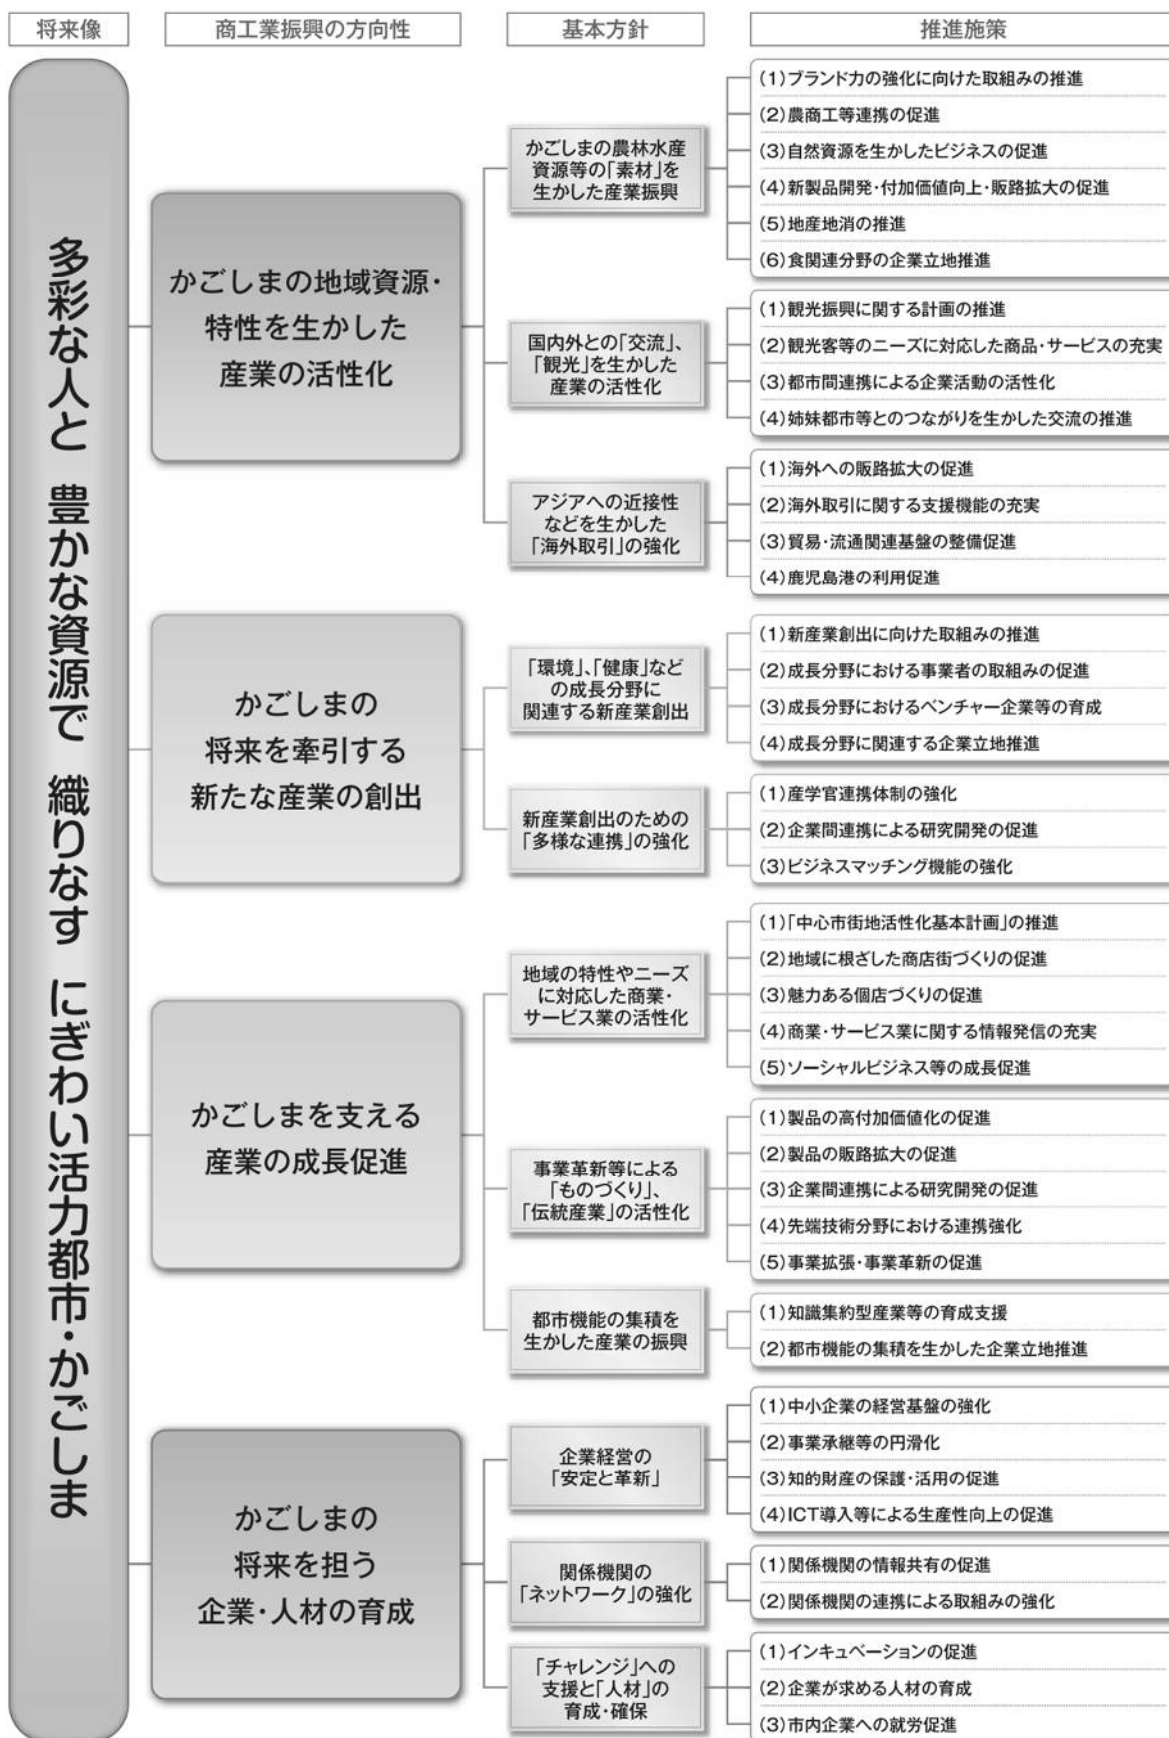 将来像
商工業振興の方向性
基本方針
推進施策
多彩な人と 豊かな資源で 織りなす にぎわい活力都市・かごしま
かごしまの地域資源・
特性を生かした
産業の活性化
かごしまの農林水産
資源等の「素材」を
生かした産業振興
(1)ブランド力の強化に向けた取組みの推進
(2)農商工等連携の促進
(3)自然資源を生かしたビジネスの促進
(4)新製品開発・付加価値向上・販路拡大の促進
(5)地産地消の推進
(6)食関連分野の企業立地推進
国内外との「交流」、
「観光」を生かした
産業の活性化
(1)観光振興に関する計画の推進
(2)観光客等のニーズに対応した商品・サービスの充実
(3)都市間連携による企業活動の活性化
(4)姉妹都市等とのつながりを生かした交流の推進
アジアへの近接性
などを生かした
「海外取引」の強化
(1)海外への販路拡大の促進
(2)海外取引に関する支援機能の充実
(3)貿易・流通関連基盤の整備促進
(4)鹿児島港の利用促進
かごしまの
将来を牽引する
新たな産業の創出
「環境」、「健康」など
の成長分野に
関連する新産業創出
(1)新産業創出に向けた取組みの推進
(2)成長分野における事業者の取組みの促進
(3)成長分野におけるベンチャー企業等の育成
(4)成長分野に関連する企業立地推進
新産業創出のための
「多様な連携」の強化
(1)産学官連携体制の強化
(2)企業間連携による研究開発の促進
(3)ビジネスマッチング機能の強化
かごしまを支える
産業の成長促進
地域の特性やニーズ
に対応した商業・
サービス業の活性化
(1)「中心市街地活性化基本計画」の推進
(2)地域に根ざした商店街づくりの促進
(3)魅力ある個店づくりの促進
(4)商業・サービス業に関する情報発信の充実
(5)ソーシャルビジネス等の成長促進
事業革新等による
「ものづくり」、
「伝統産業」の活性化
(1)製品の高付加価値化の促進
(2)製品の販路拡大の促進
(3)企業間連携による研究開発の促進
(4)先端技術分野における連携強化
(5)事業拡張・事業革新の促進
都市機能の集積を
生かした産業の振興
(1)知識集約型産業等の育成支援
(2)都市機能の集積を生かした企業立地推進
かごしまの
将来を担う
企業・人材の育成
企業経営の
「安定と革新」
(1)中小企業の経営基盤の強化
(2)事業承継等の円滑化
(3)知的財産の保護・活用の促進
(4)ICT導入等による生産性向上の促進
関係機関の
「ネットワーク」の強化
(1)関係機関の情報共有の促進
(2)関係機関の連携による取組みの強化
「チャレンジ」への
支援と「人材」の
育成・確保
(1)インキュベーションの促進
(2)企業が求める人材の育成
(3)市内企業への就労促進